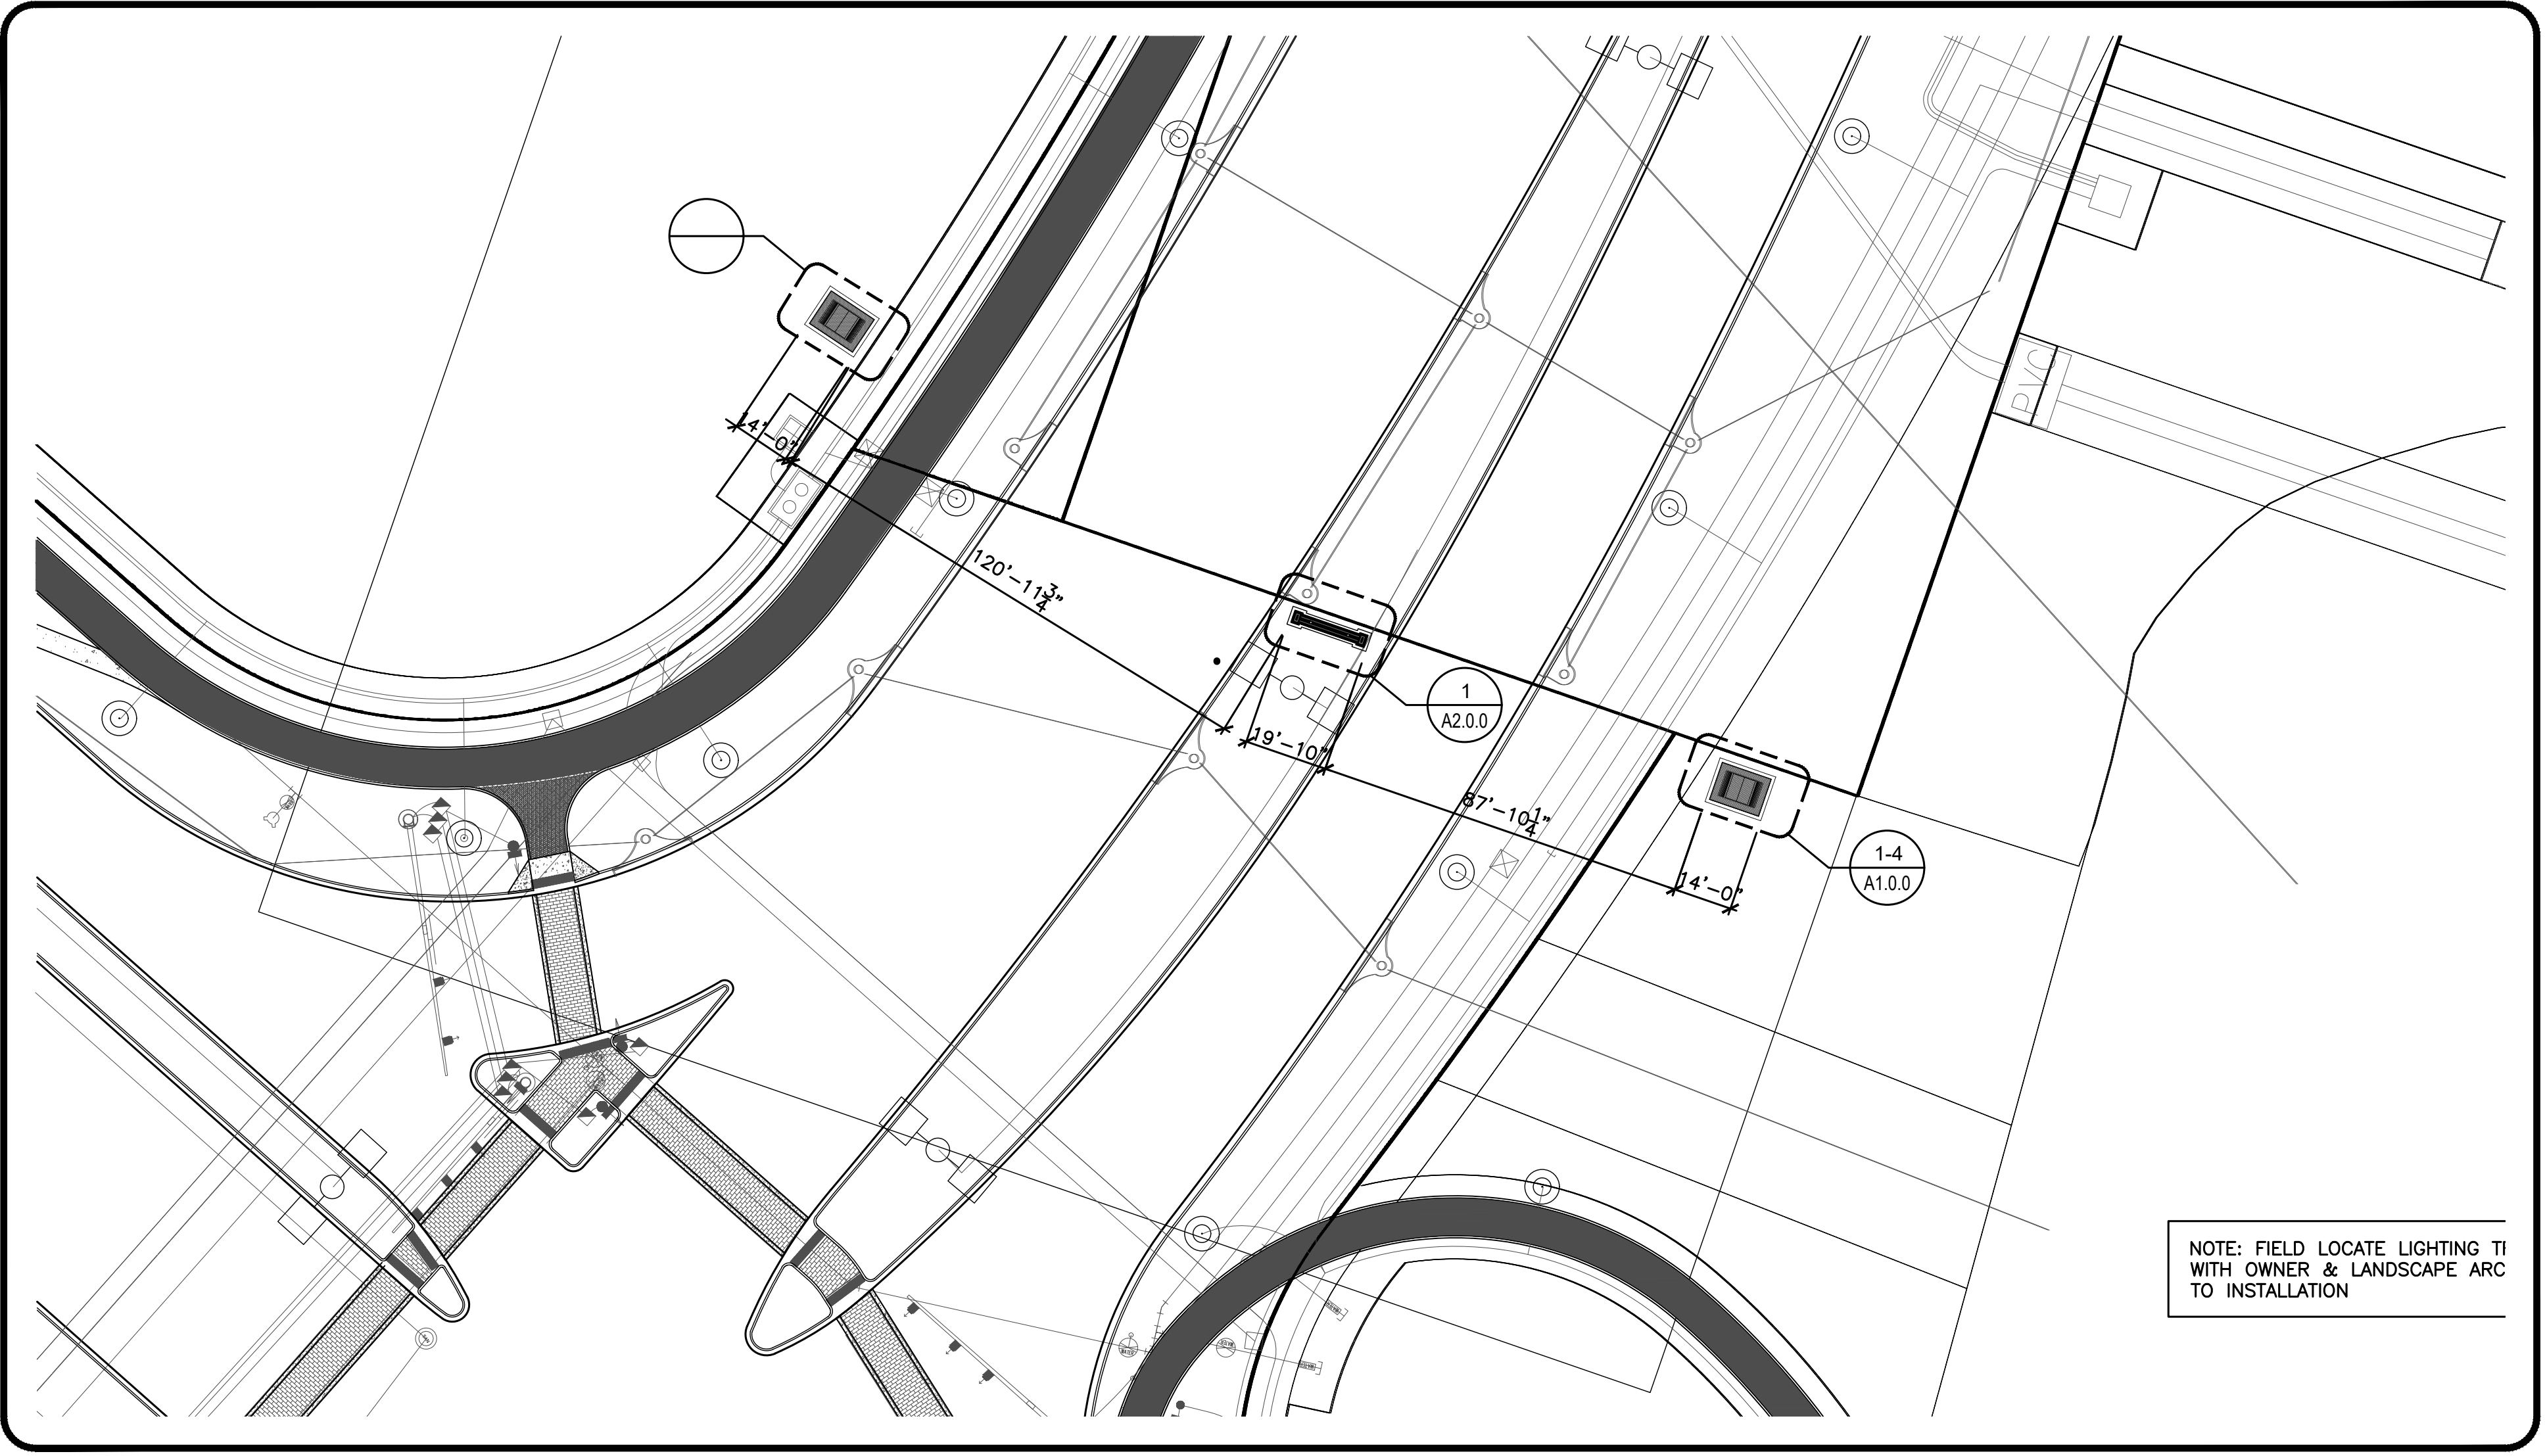 PVC
14'-0"
120'-11 3/4"
1
A2.0.0
19'-10"
87'-10 1/4"
1-4
A1.0.0
14'-0"
NOTE: FIELD LOCATE LIGHTING
WITH OWNER & LANDSCAPE ARC
TO INSTALLATION